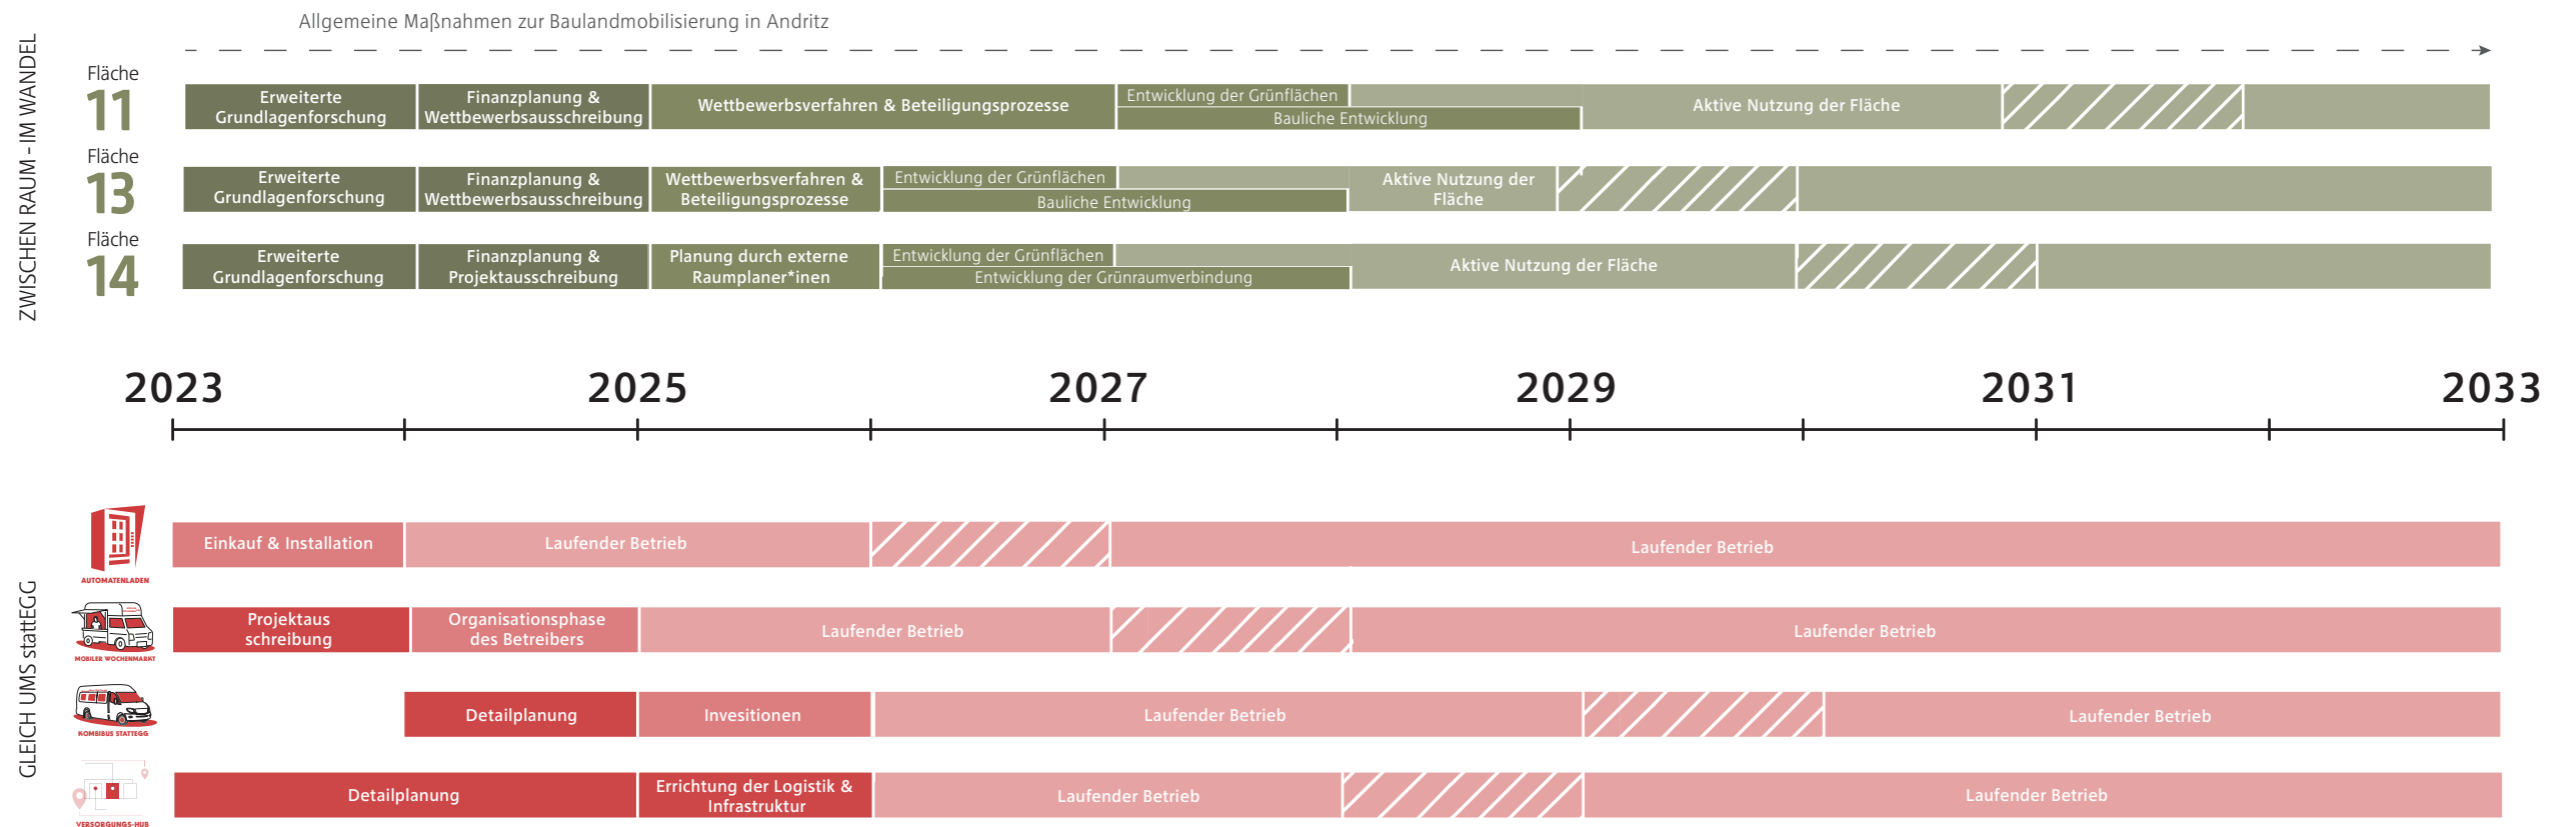 Allgemeine Maßnahmen zur Baulandmobilisierung in Andritz
ZWISCHEN RAUM - IM WANDEL
Fläche
11
Erweiterte
Grundlagenforschung
Finanzplanung &
Wettbewerbsausschreibung
Wettbewerbsverfahren & Beteiligungsprozesse
Entwicklung der Grünflächen
Bauliche Entwicklung
Aktive Nutzung der Fläche
Fläche
13
Erweiterte
Grundlagenforschung
Finanzplanung &
Wettbewerbsausschreibung
Wettbewerbsverfahren &
Beteiligungsprozesse
Entwicklung der Grünflächen
Bauliche Entwicklung
Aktive Nutzung der
Fläche
Fläche
14
Erweiterte
Grundlagenforschung
Finanzplanung &
Projektausschreibung
Planung durch externe
Raumplaner*inen
Entwicklung der Grünflächen
Entwicklung der Grünraumverbindung
Aktive Nutzung der Fläche
2023
2025
2027
2029
2031
2033
GLEICH UMS stattEGG
AUTOMATENLADEN
Einkauf & Installation
Laufender Betrieb
Laufender Betrieb
MOBILER WOCHENMARKT
Projektaus
schreibung
Organisationsphase
des Betreibers
Laufender Betrieb
Laufender Betrieb
KOMBIBUS STATTEGG
Detailplanung
Invesitionen
Laufender Betrieb
Laufender Betrieb
VERSORGUNGS-HUB
Detailplanung
Errichtung der Logistik &
Infrastruktur
Laufender Betrieb
Laufender Betrieb